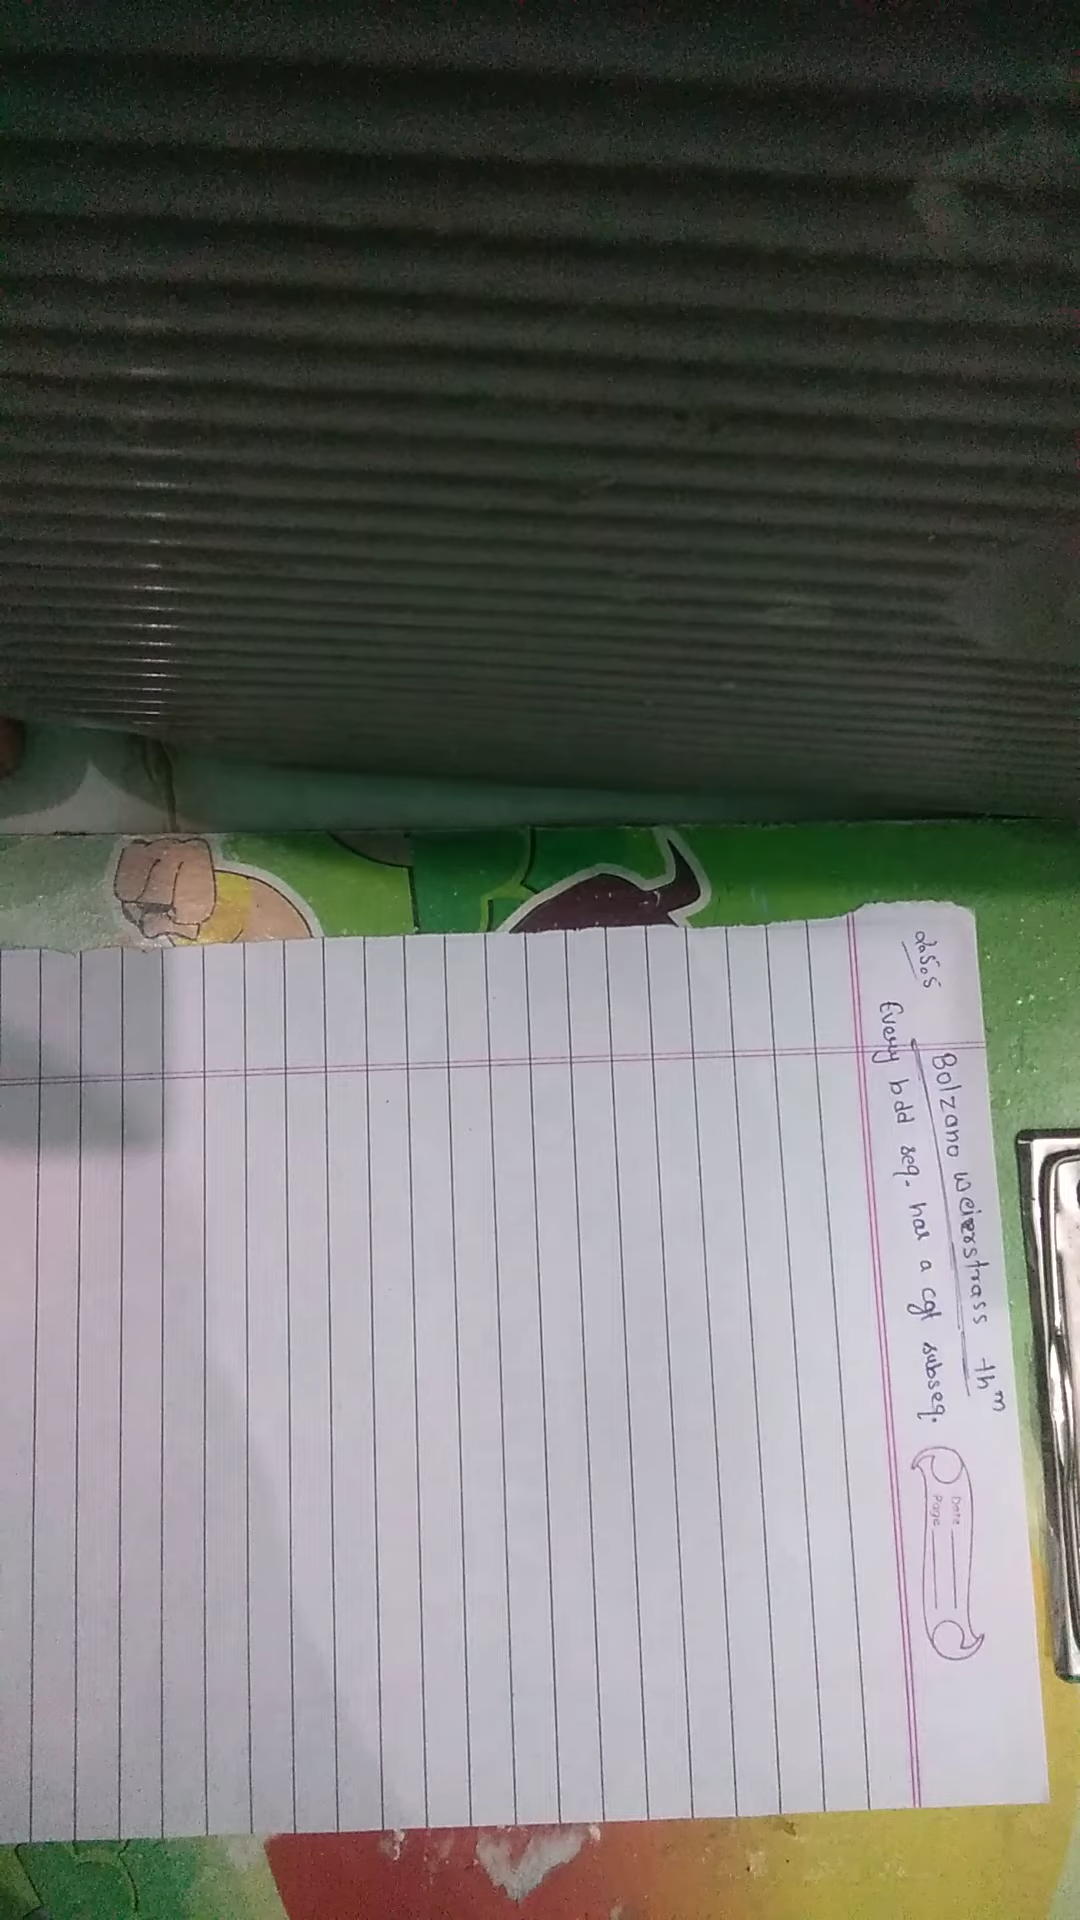 2.5.5 Bolzano weierstrass thm
Every bdd seq. has a cgt subseq.
Date
Page